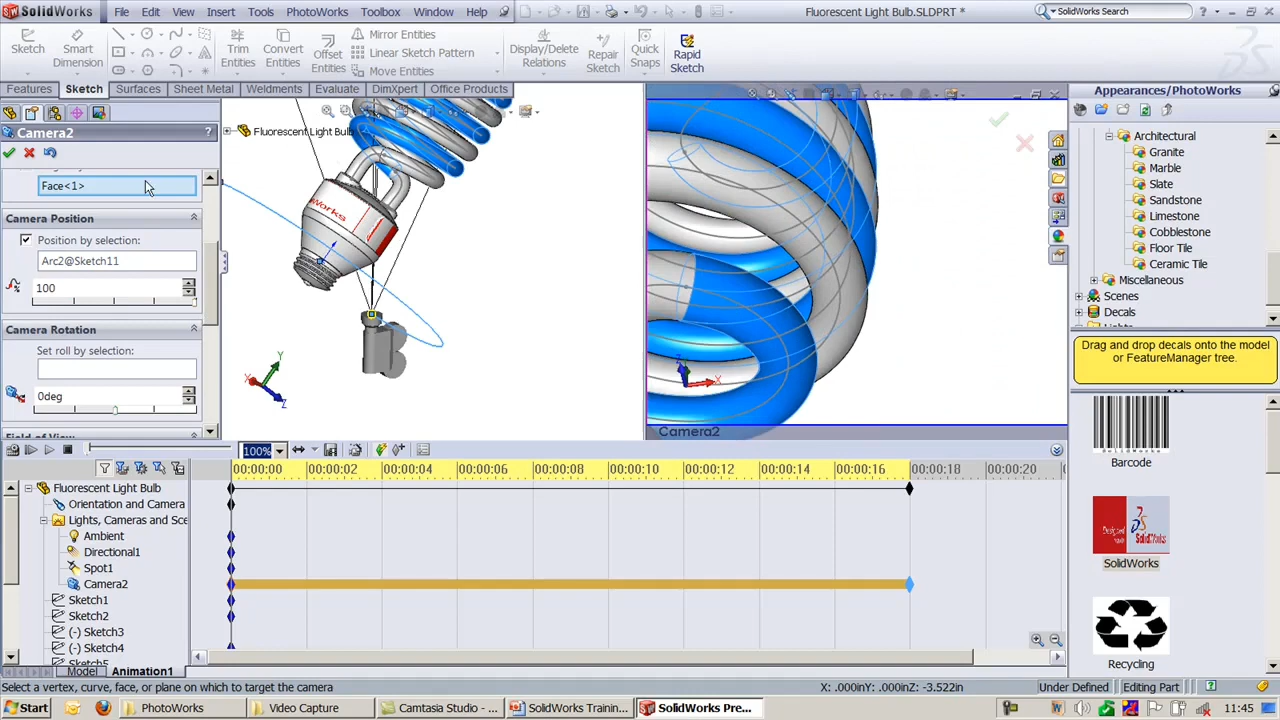 SolidWorks
File
Edit
View
Insert
Tools
PhotoWorks
Toolbox
Window
Help
Fluorescent Light Bulb.SLDPRT *
SolidWorks Search
Sketch
Smart Dimension
Trim Entities
Convert Entities
Offset Entities
Mirror Entities
Linear Sketch Pattern
Move Entities
Display/Delete Relations
Repair Sketch
Quick Snaps
Rapid Sketch
Features
Sketch
Surfaces
Sheet Metal
Weldments
Evaluate
DimXpert
Office Products
Camera2
?
Face<1>
Camera Position
Position by selection:
Arc2@Sketch11
100
Camera Rotation
Set roll by selection:
0deg
Fluorescent Light Bulb
Works
Y
X
Z
Z
X
Camera2
Appearances/PhotoWorks
Architectural
Granite
Marble
Slate
Sandstone
Limestone
Cobblestone
Floor Tile
Ceramic Tile
Miscellaneous
Scenes
Decals
Drag and drop decals onto the model
or FeatureManager tree.
Barcode
SolidWorks
SolidWorks
Recycling
100%
00:00:00
00:00:02
00:00:04
00:00:06
00:00:08
00:00:10
00:00:12
00:00:14
00:00:16
00:00:18
00:00:20
Fluorescent Light Bulb
Orientation and Camera
Lights, Cameras and Sce
Ambient
Directional1
Spot1
Camera2
Sketch1
Sketch2
(-) Sketch3
(-) Sketch4
Model
Animation1
Select a vertex, curve, face, or plane on which to target the camera
X: .000inY: .000inZ: -3.522in
Under Defined
Editing Part
Start
PhotoWorks
Video Capture
Camtasia Studio - ...
SolidWorks Trainin...
SolidWorks Pre...
11:45